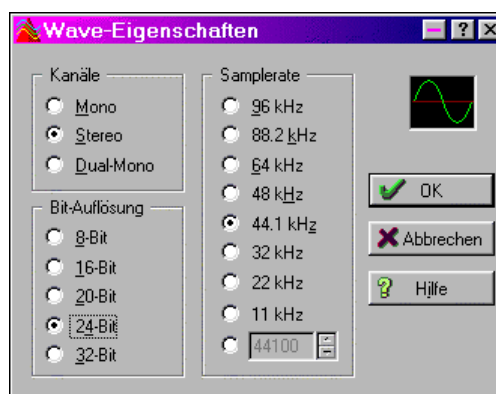 Wave-Eigenschaften
Kanäle
Mono
Stereo
Dual-Mono
Bit-Auflösung
8-Bit
16-Bit
20-Bit
24-Bit
32-Bit
Samplerate
96 kHz
88.2 kHz
64 kHz
48 kHz
44.1 kHz
32 kHz
22 kHz
11 kHz
44100
OK
Abbrechen
Hilfe